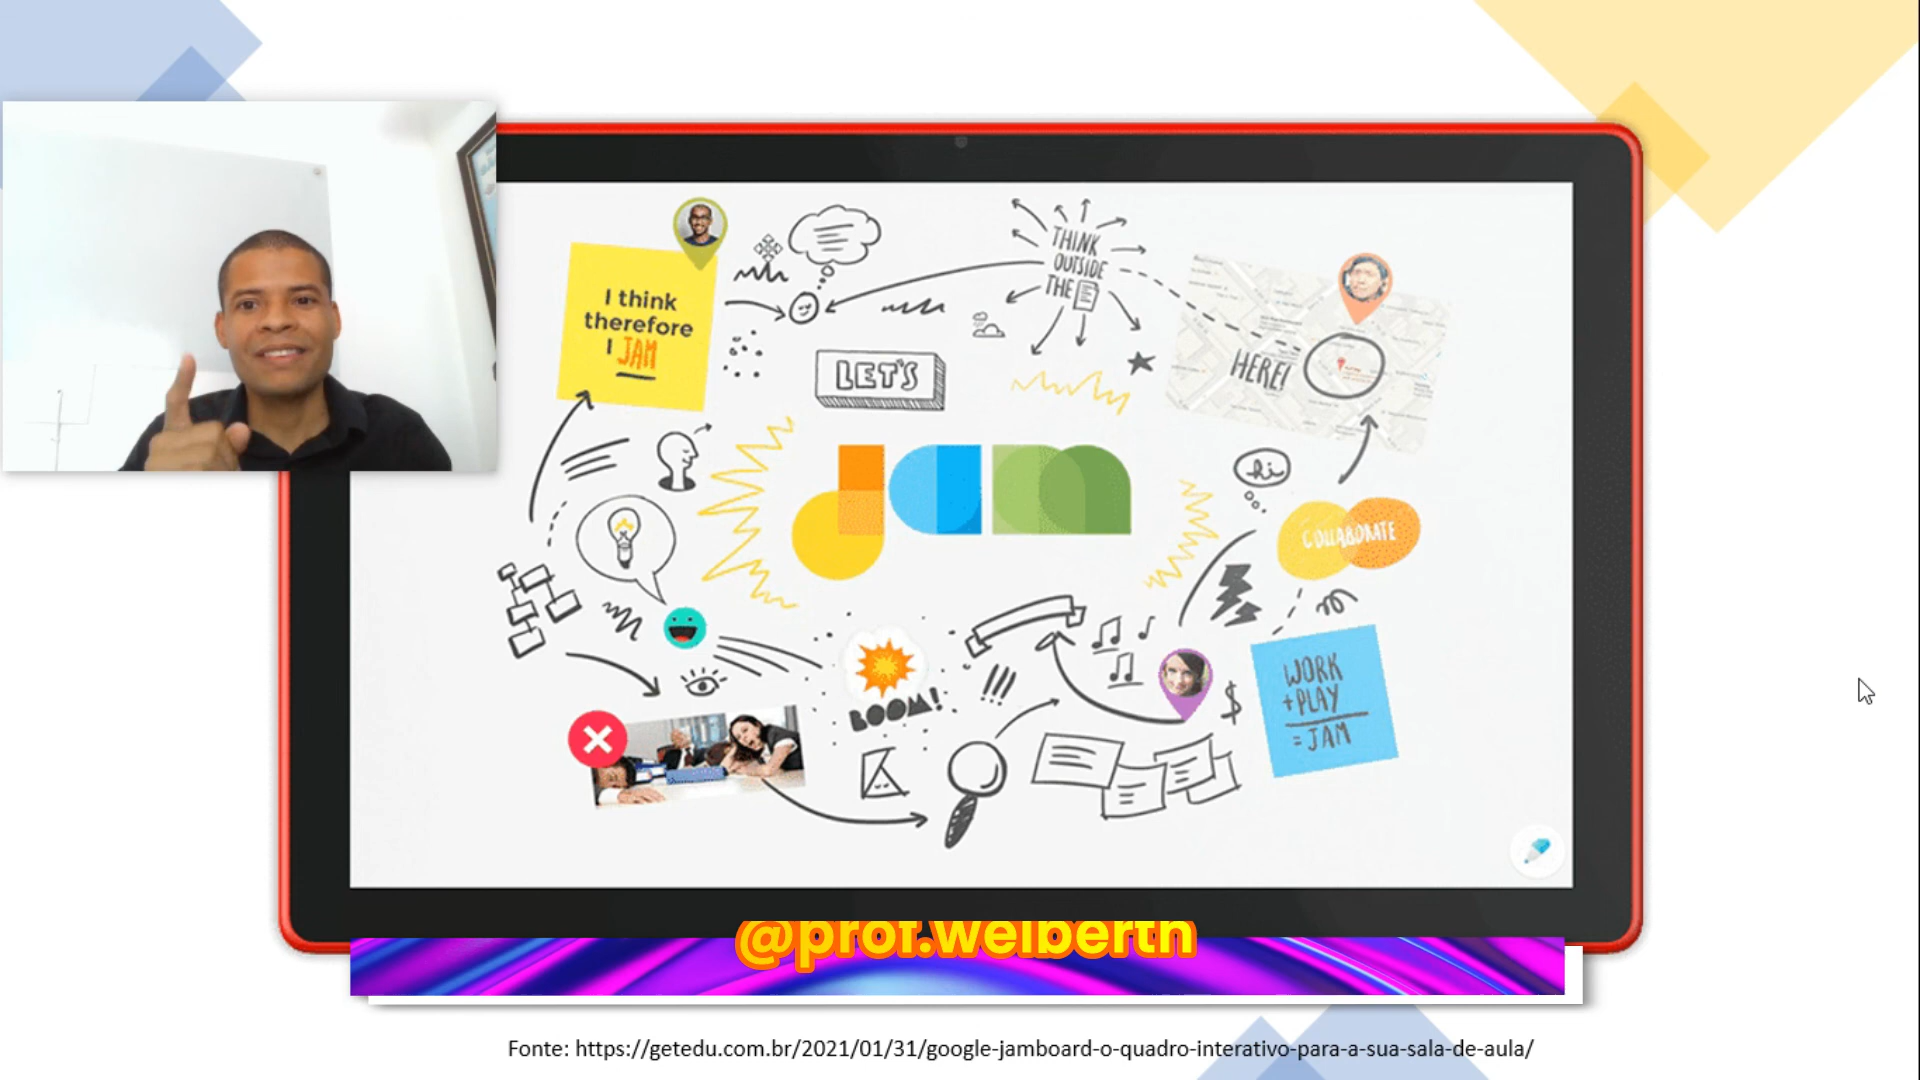 I think
therefore
I JAM
THINK
OUTSIDE
THE
LET'S
HERE!
Jam
hi
COLLABORATE
BOOM!
!!!
$
WORK
+PLAY
=JAM
@prof.welberth
Fonte: https://getedu.com.br/2021/01/31/google-jamboard-o-quadro-interativo-para-a-sua-sala-de-aula/